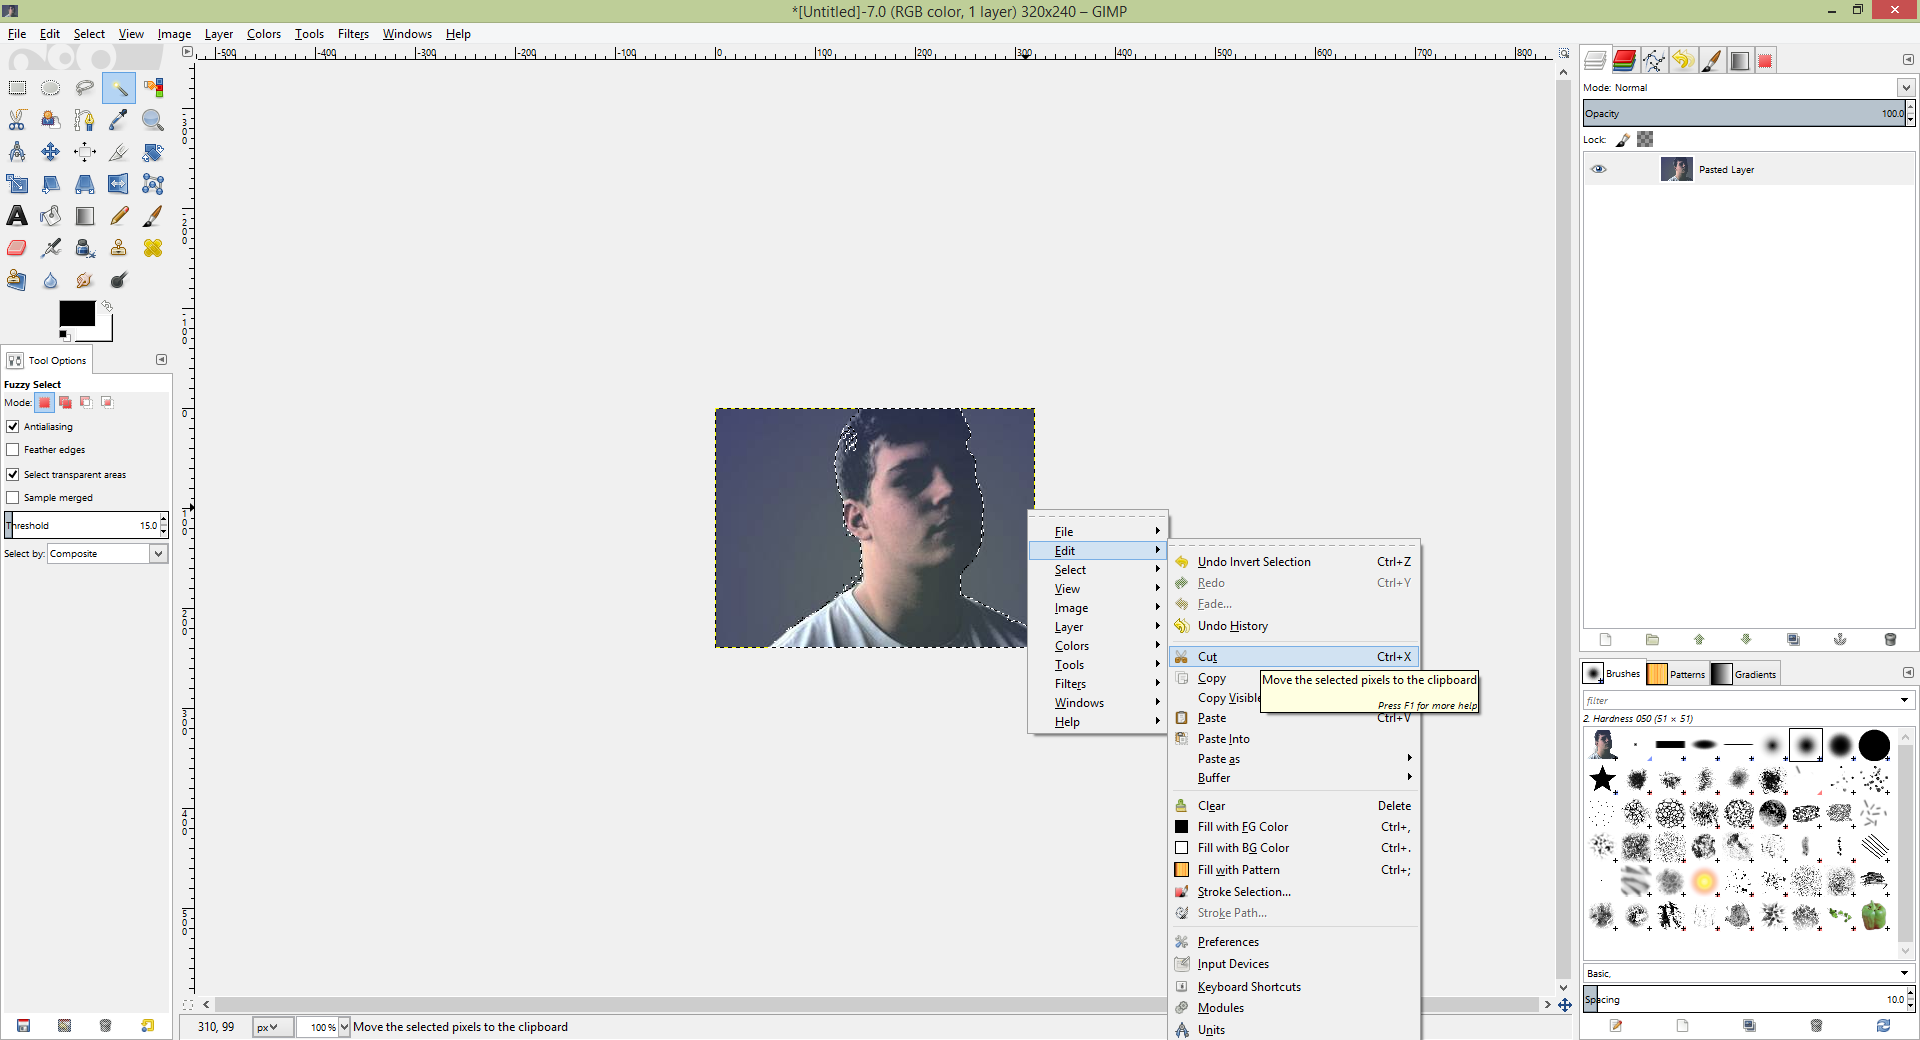 *[Untitled]-7.0 (RGB color, 1 layer) 320x240 – GIMP
File Edit Select View Image Layer Colors Tools Filters Windows Help
-500 -400 -300 -200 -100 0 100 200 300 400 500 600 700 800
Tool Options
Fuzzy Select
Mode:
Antialiasing
Feather edges
Select transparent areas
Sample merged
Threshold 15.0
Select by: Composite
File
Edit
Select
View
Image
Layer
Colors
Tools
Filters
Windows
Help
Undo Invert Selection Ctrl+Z
Redo Ctrl+Y
Fade...
Undo History
Cut Ctrl+X
Copy
Copy Visible
Paste Ctrl+V
Paste Into
Paste as
Buffer
Clear Delete
Fill with FG Color Ctrl+,
Fill with BG Color Ctrl+.
Fill with Pattern Ctrl+;
Stroke Selection...
Stroke Path...
Preferences
Input Devices
Keyboard Shortcuts
Modules
Units
Move the selected pixels to the clipboard
Press F1 for more help
310, 99 px 100 % Move the selected pixels to the clipboard
Mode: Normal
Opacity 100.0
Lock:
Pasted Layer
Brushes Patterns Gradients
filter
2. Hardness 050 (51 × 51)
Basic,
Spacing 10.0